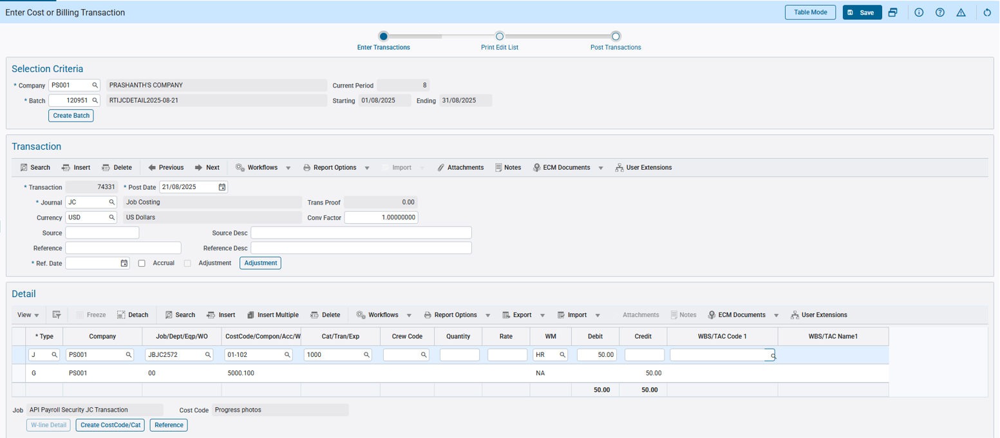 Enter Cost or Billing Transaction Table Mode Save
Enter Transactions Print Edit List Post Transactions
Selection Criteria
* Company PS001 PRASHANTH'S COMPANY Current Period 8
* Batch 120951 RTIJCDETAIL2025-08-21 Starting 01/08/2025 Ending 31/08/2025
Create Batch
Transaction
Search Insert Delete Previous Next Workflows Report Options Import Attachments Notes ECM Documents User Extensions
* Transaction 74331 * Post Date 21/08/2025
* Journal JC Job Costing Trans Proof 0.00
Currency USD US Dollars Conv Factor 1.00000000
Source Source Desc
Reference Reference Desc
* Ref. Date Accrual Adjustment Adjustment
Detail
View Freeze Detach Search Insert Insert Multiple Delete Workflows Report Options Export Import Attachments Notes ECM Documents User Extensions
* Type Company Job/Dept/Eqp/WO CostCode/Compon/Acc/W Cat/Tran/Exp Crew Code Quantity Rate WM Debit Credit WBS/TAC Code 1 WBS/TAC Name1
J PS001 JBJC2572 01-102 1000 HR 50.00
G PS001 00 5000.100 NA 50.00
50.00 50.00
Job API Payroll Security JC Transaction Cost Code Progress photos
W-line Detail Create CostCode/Cat Reference